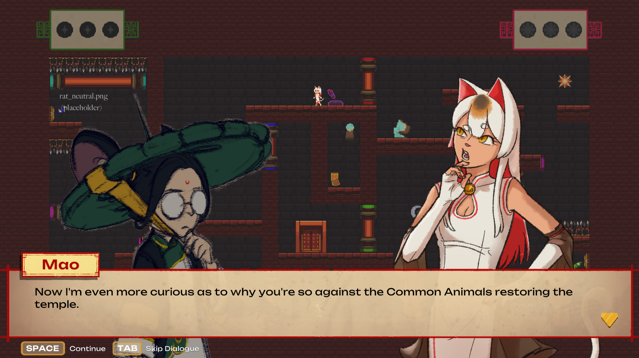 rat_neutral.png
(placeholder)
Mao
Now I'm even more curious as to why you're so against the Common Animals restoring the
temple.
SPACE Continue TAB Skip Dialogue